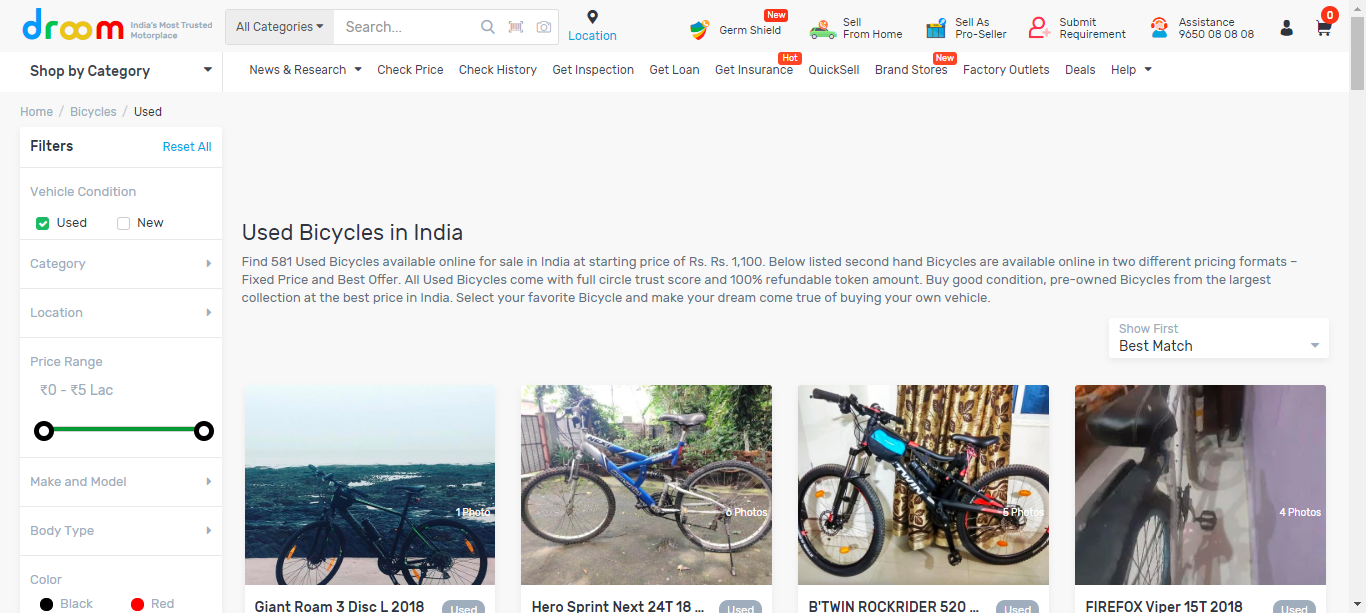 droom India's Most Trusted Motorplace
All Categories
Search...
Location
New
Germ Shield
Sell From Home
Sell As Pro-Seller
Submit Requirement
Assistance 9650 08 08 08
0
Shop by Category
News & Research
Check Price
Check History
Get Inspection
Get Loan
Get Insurance
Hot
QuickSell
Brand Stores
New
Factory Outlets
Deals
Help
Home / Bicycles / Used
Filters
Reset All
Vehicle Condition
Used
New
Category
Location
Price Range
₹0 - ₹5 Lac
Make and Model
Body Type
Color
Black
Red
Used Bicycles in India
Find 581 Used Bicycles available online for sale in India at starting price of Rs. Rs. 1,100. Below listed second hand Bicycles are available online in two different pricing formats –
Fixed Price and Best Offer. All Used Bicycles come with full circle trust score and 100% refundable token amount. Buy good condition, pre-owned Bicycles from the largest
collection at the best price in India. Select your favorite Bicycle and make your dream come true of buying your own vehicle.
Show First
Best Match
1 Photo
6 Photos
TWIN
5 Photos
4 Photos
Giant Roam 3 Disc L 2018
Used
Hero Sprint Next 24T 18 ...
Used
B'TWIN ROCKRIDER 520 ...
Used
FIREFOX Viper 15T 2018
Used